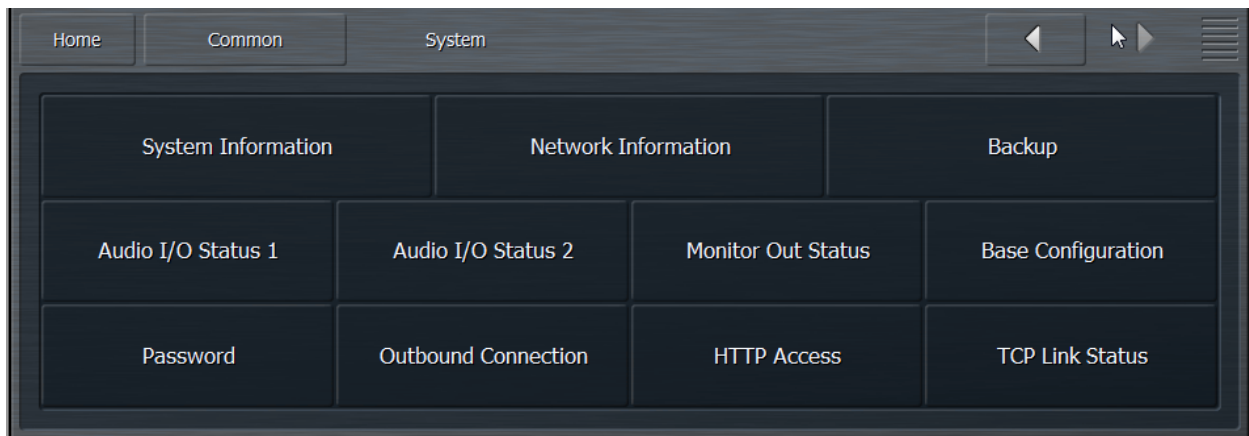 Home Common System
System Information Network Information Backup
Audio I/O Status 1 Audio I/O Status 2 Monitor Out Status Base Configuration
Password Outbound Connection HTTP Access TCP Link Status